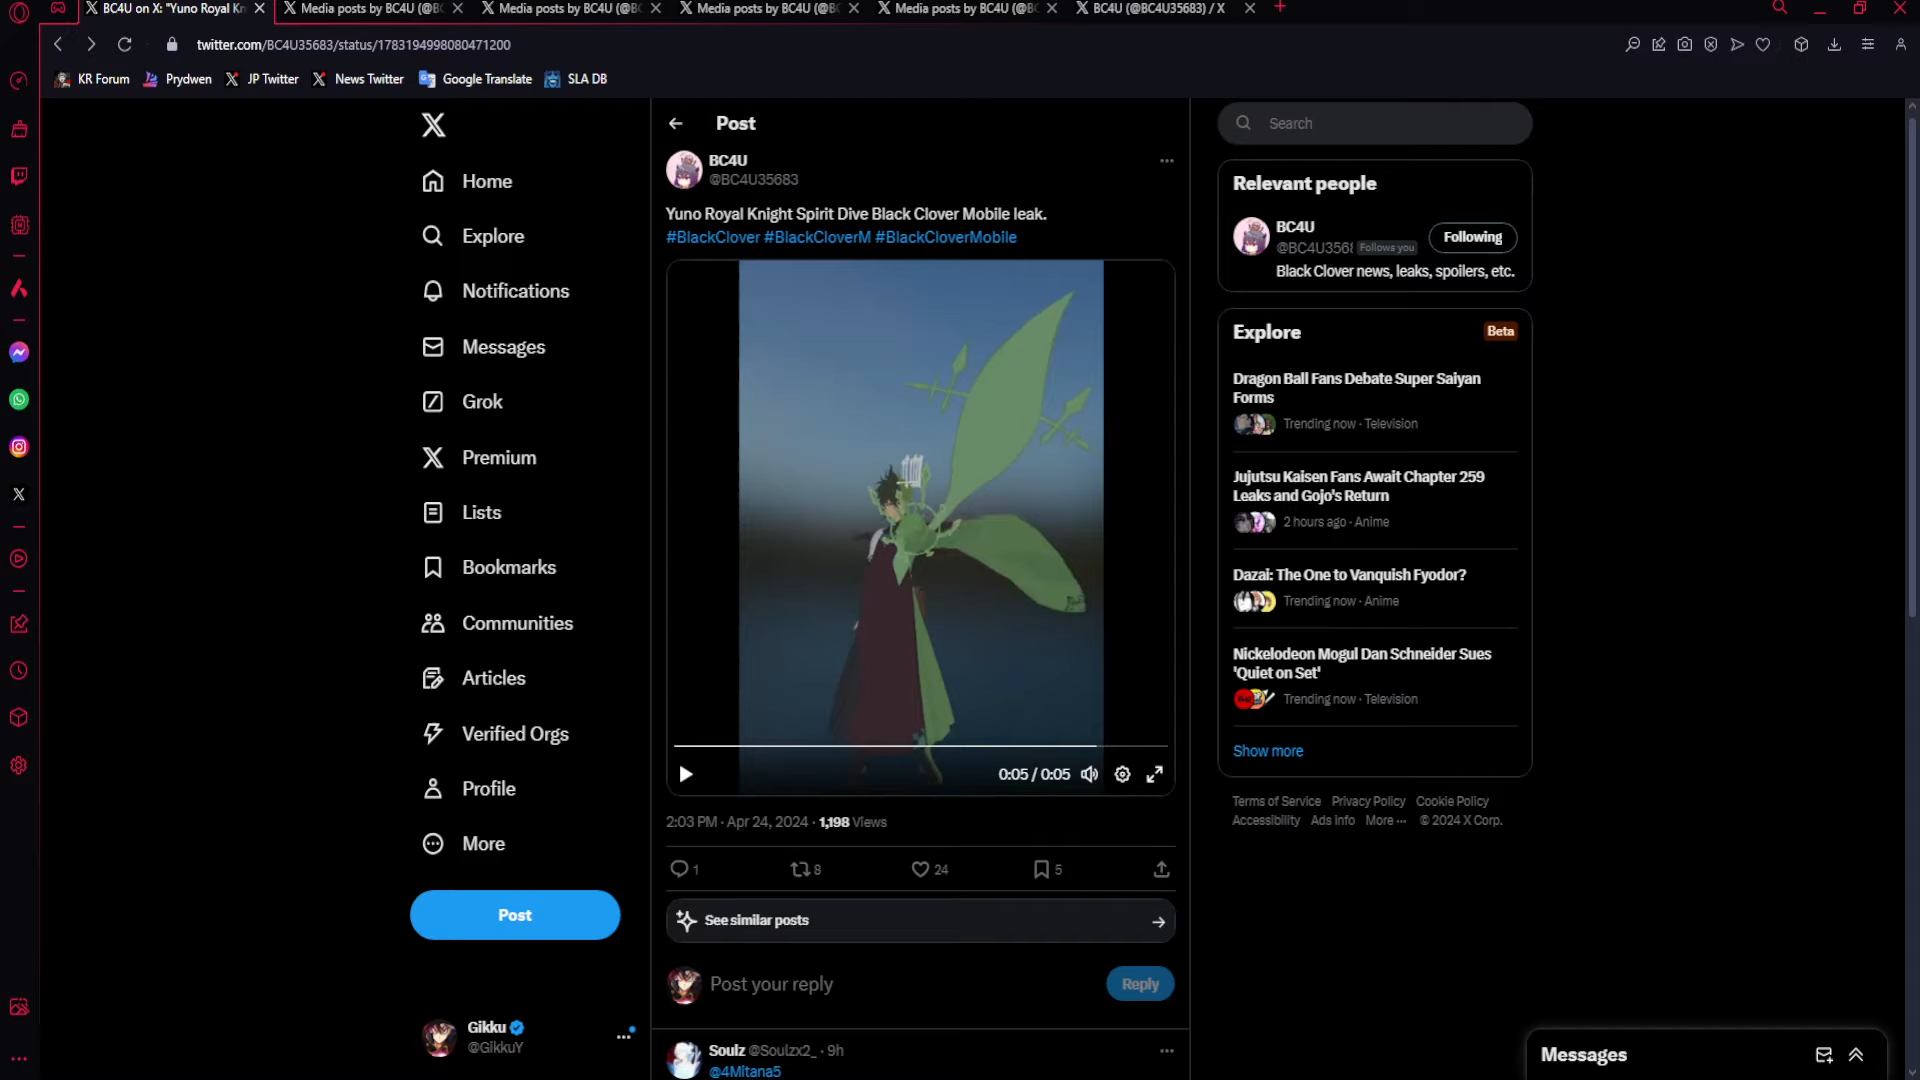 BC4U on X: "Yuno Royal Kn
Media posts by BC4U (@BC
Media posts by BC4U (@BC
Media posts by BC4U (@BC
Media posts by BC4U (@BC
BC4U (@BC4U35683) / X
twitter.com/BC4U35683/status/1783194998080471200
KR Forum
Prydwen
JP Twitter
News Twitter
Google Translate
SLA DB
Home
Explore
Notifications
Messages
Grok
Premium
Lists
Bookmarks
Communities
Articles
Verified Orgs
Profile
More
Post
Gikku
@GikkuY
Post
BC4U
@BC4U35683
Yuno Royal Knight Spirit Dive Black Clover Mobile leak.
#BlackClover #BlackCloverM #BlackCloverMobile
0:05 / 0:05
2:03 PM · Apr 24, 2024 · 1,198 Views
1
8
24
5
See similar posts
Post your reply
Reply
Soulz @Soulzx2_ · 9h
@4Mitana5
Search
Relevant people
BC4U
@BC4U356
Follows you
Following
Black Clover news, leaks, spoilers, etc.
Explore
Beta
Dragon Ball Fans Debate Super Saiyan
Forms
Trending now · Television
Jujutsu Kaisen Fans Await Chapter 259
Leaks and Gojo's Return
2 hours ago · Anime
Dazai: The One to Vanquish Fyodor?
Trending now · Anime
Nickelodeon Mogul Dan Schneider Sues
'Quiet on Set'
Trending now · Television
Show more
Terms of Service Privacy Policy Cookie Policy
Accessibility Ads info More ··· © 2024 X Corp.
Messages